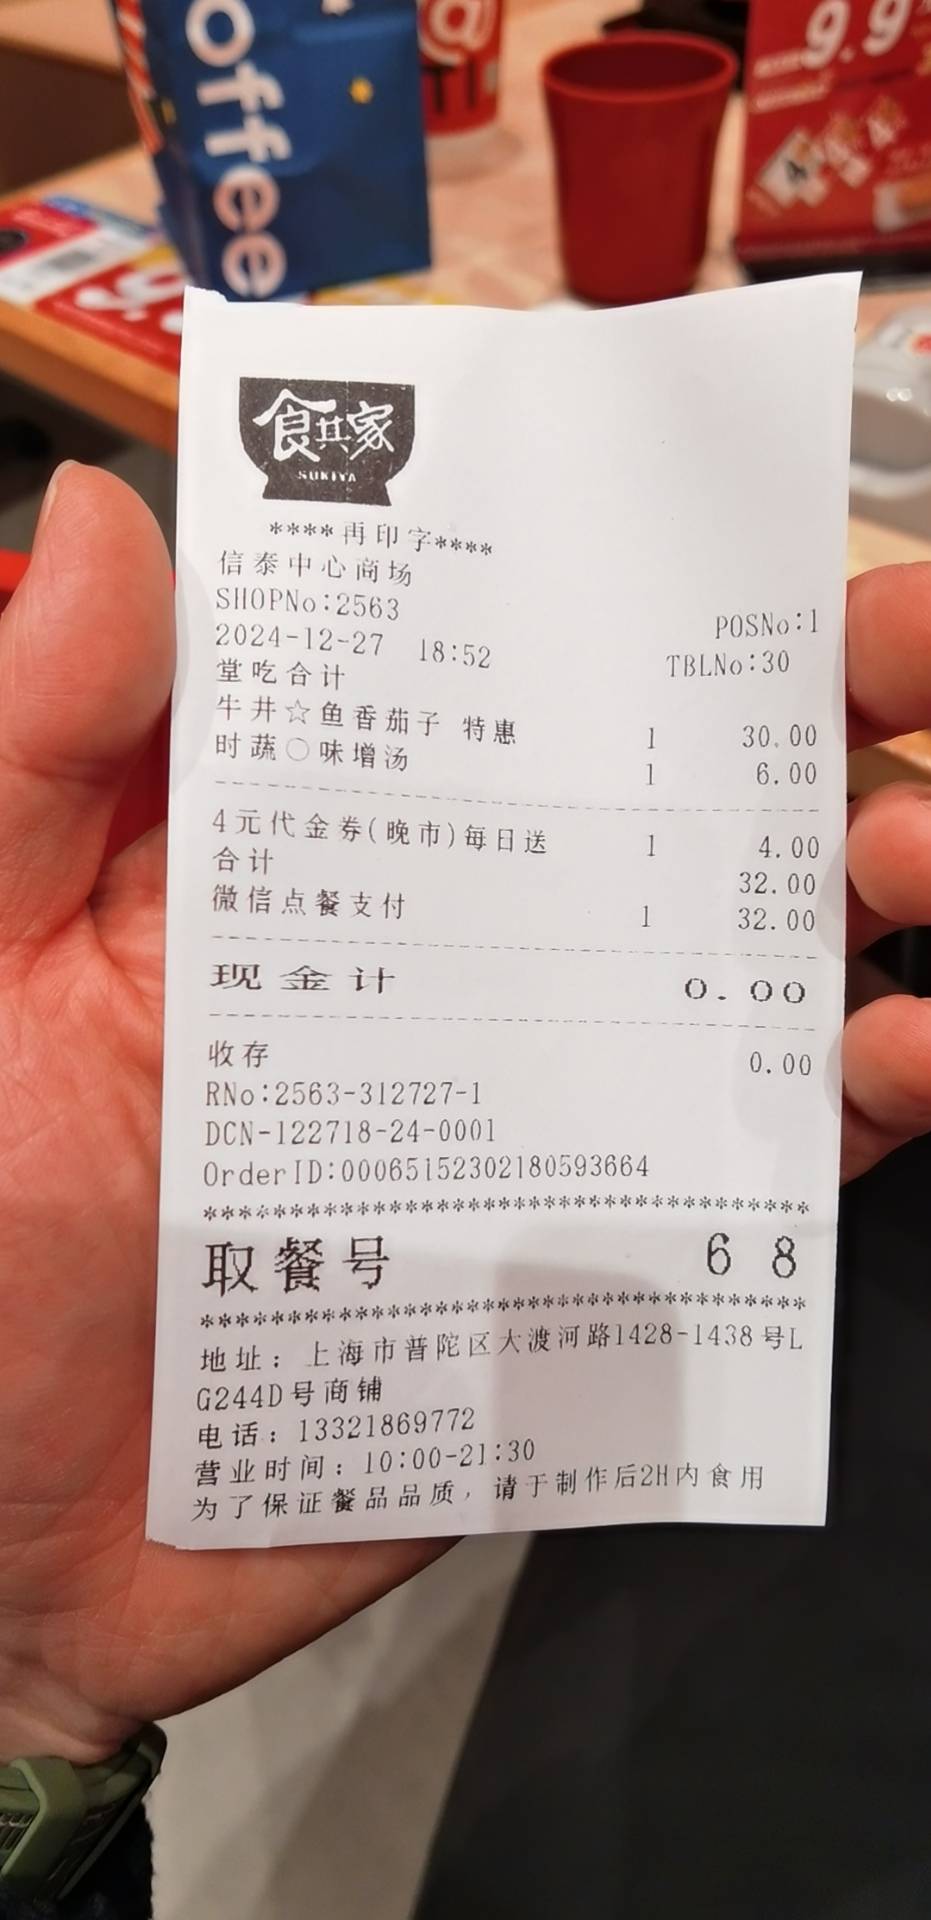 offee
@
TI
9.9
9.
食其家
SUKIYA
****再印字****
信泰中心商场
SHOPNo:2563 POSNo:1
2024-12-27 18:52 TBLNo:30
堂吃合计
牛井☆鱼香茄子 特惠 1 30.00
时蔬○味增汤 1 6.00
4元代金券(晚市)每日送 1 4.00
合计 32.00
微信点餐支付 1 32.00
现金计 0.00
收存 0.00
RNo:2563-312727-1
DCN-122718-24-0001
OrderID:00065152302180593664
************************************
取餐号 68
************************************
地址：上海市普陀区大渡河路1428-1438号L
G244D号商铺
电话：13321869772
营业时间：10:00-21:30
为了保证餐品品质，请于制作后2H内食用